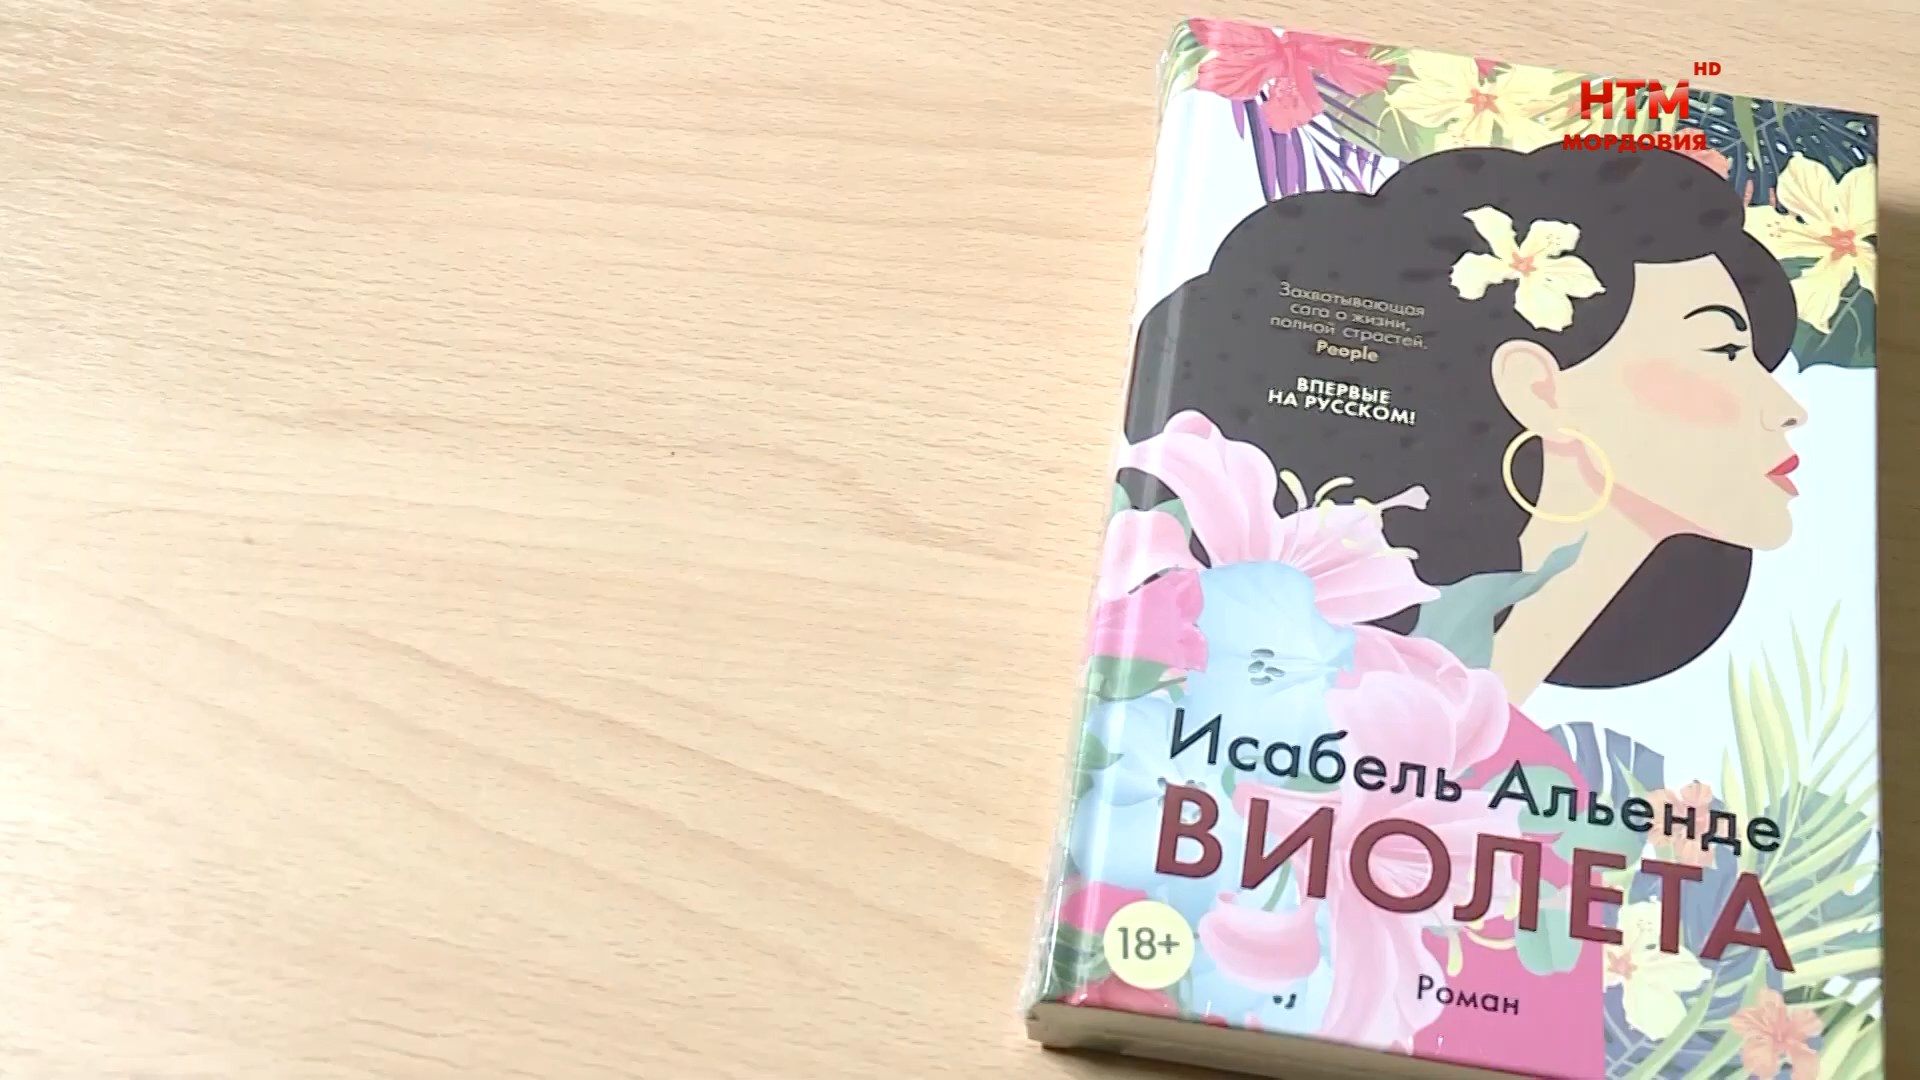 HD
НТМ
МОРДОВИЯ
Захватывающая
сага о жизни,
полной страстей.
People
ВПЕРВЫЕ
НА РУССКОМ!
Исабель Альенде
ВИОЛЕТА
18+
Роман